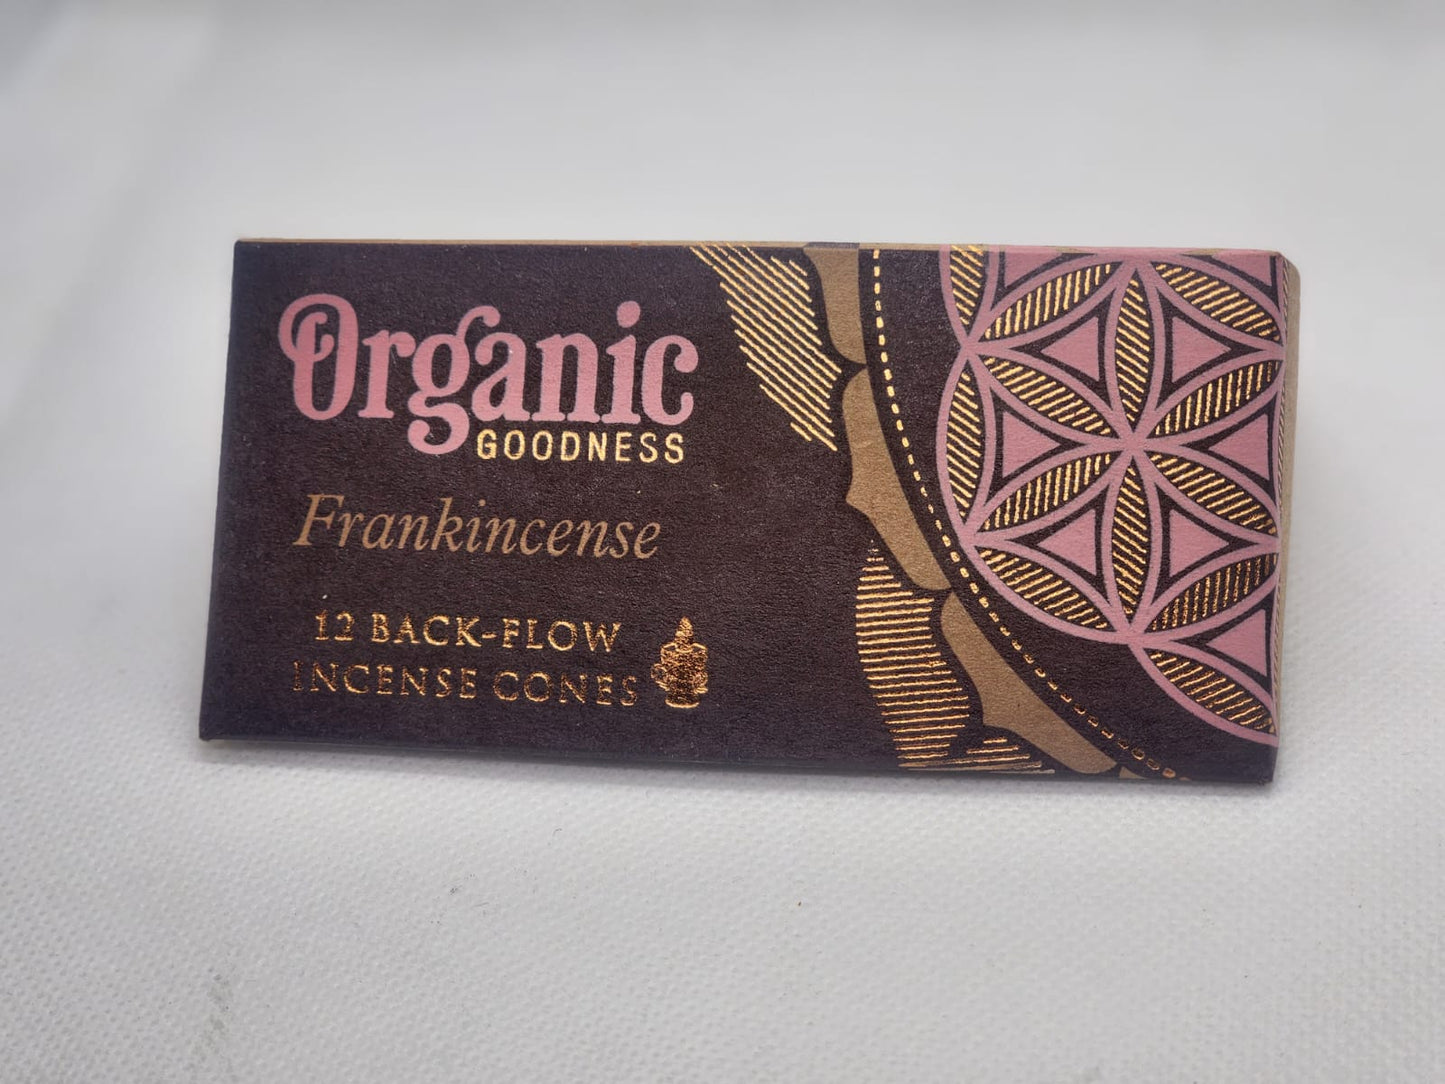 Organic
GOODNESS
Frankincense
12 BACK-FLOW
INCENSE CONES